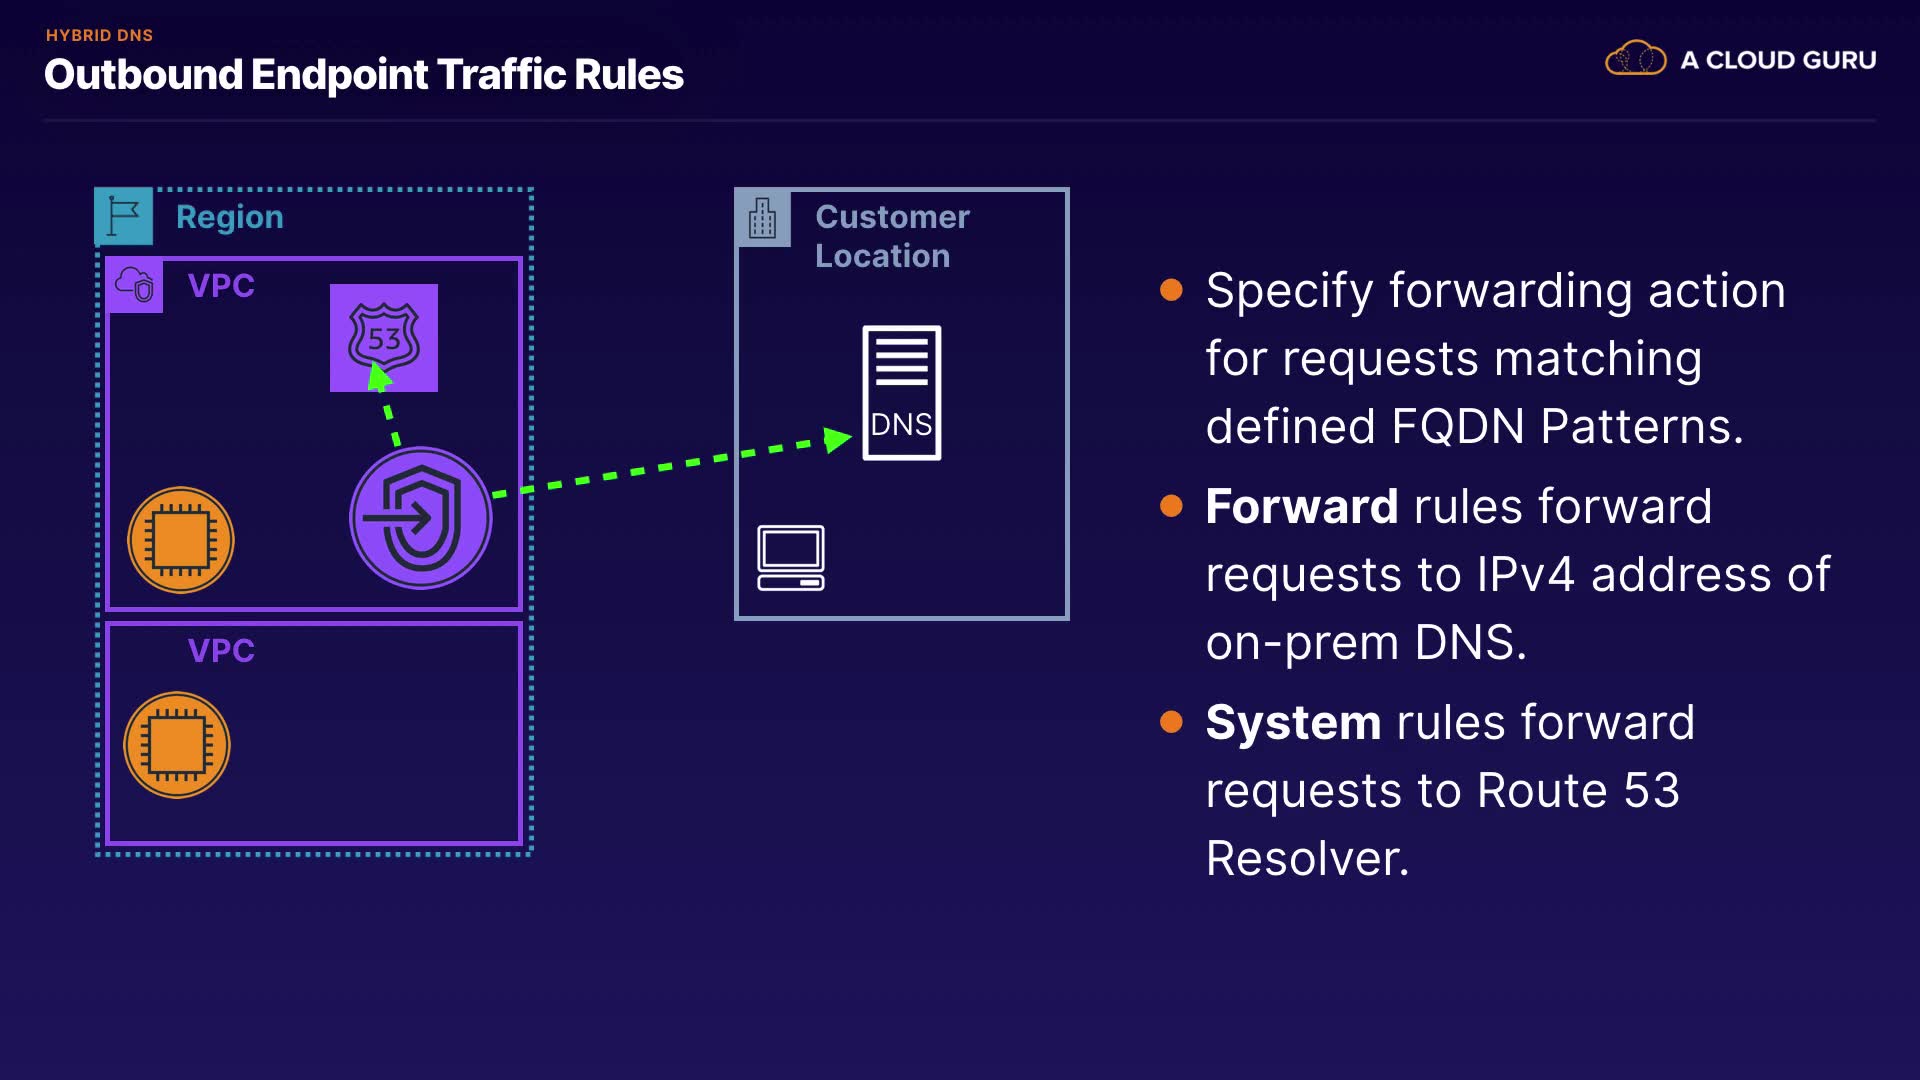 HYBRID DNS
Outbound Endpoint Traffic Rules
A CLOUD GURU
Region
VPC
53
VPC
Customer
Location
DNS
Specify forwarding action
for requests matching
defined FQDN Patterns.
Forward rules forward
requests to IPv4 address of
on-prem DNS.
System rules forward
requests to Route 53
Resolver.